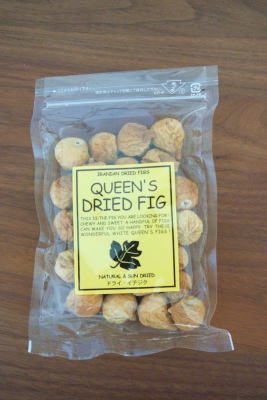 IRANIAN DRIED FIGS
QUEEN'S
DRIED FIG
THIS IS THE FIG YOU ARE LOOKING FOR!
CHEWY AND SWEET A HANDFUL OF FIGS
CAN MAKE YOU SO HAPPY. TRY THESE
WONDERFUL WHITE QUEEN'S FIGS!
NATURAL & SUN DRIED
ドライ・イチジク